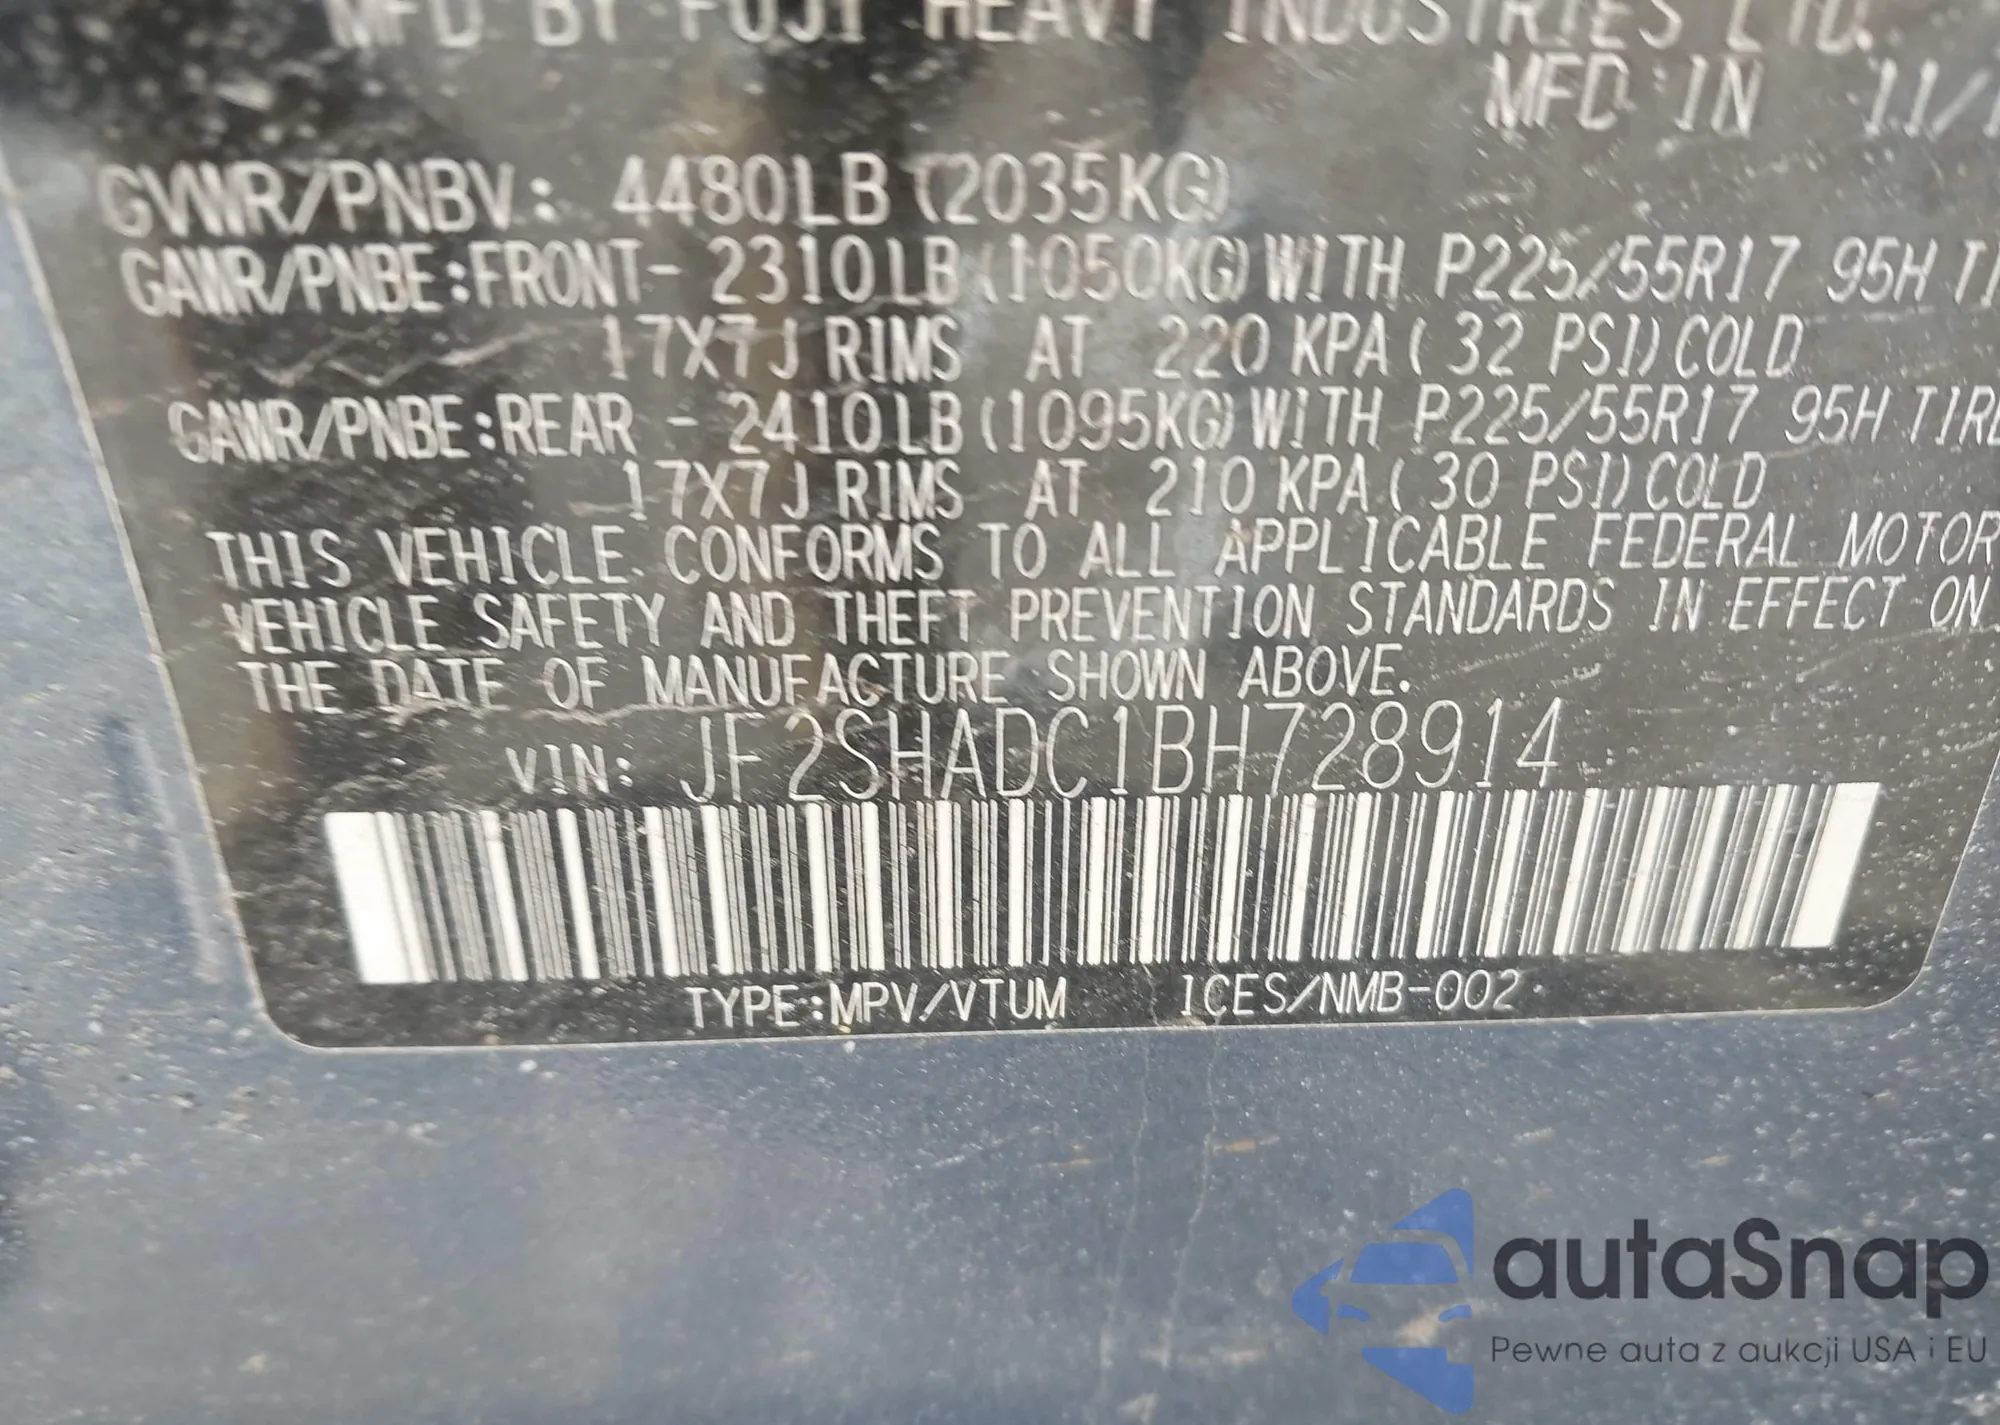 MFD BY FUJI HEAVY INDUSTRIES LTD.
MFD IN 11/1
GVWR/PNBV: 4480LB (2035KG)
GAWR/PNBE:FRONT- 2310LB (1050KG) WITH P225/55R17 95H TI
17X7J RIMS AT 220 KPA ( 32 PSI) COLD
GAWR/PNBE:REAR - 2410LB (1095KG) WITH P225/55R17 95H TIRE
17X7J RIMS AT 210 KPA ( 30 PSI) COLD
THIS VEHICLE CONFORMS TO ALL APPLICABLE FEDERAL MOTOR
VEHICLE SAFETY AND THEFT PREVENTION STANDARDS IN EFFECT ON
THE DATE OF MANUFACTURE SHOWN ABOVE.
VIN: JF2SHADC1BH728914
TYPE:MPV/VTUM ICES/NMB-002
autaSnap
Pewne auta z aukcji USA i EU